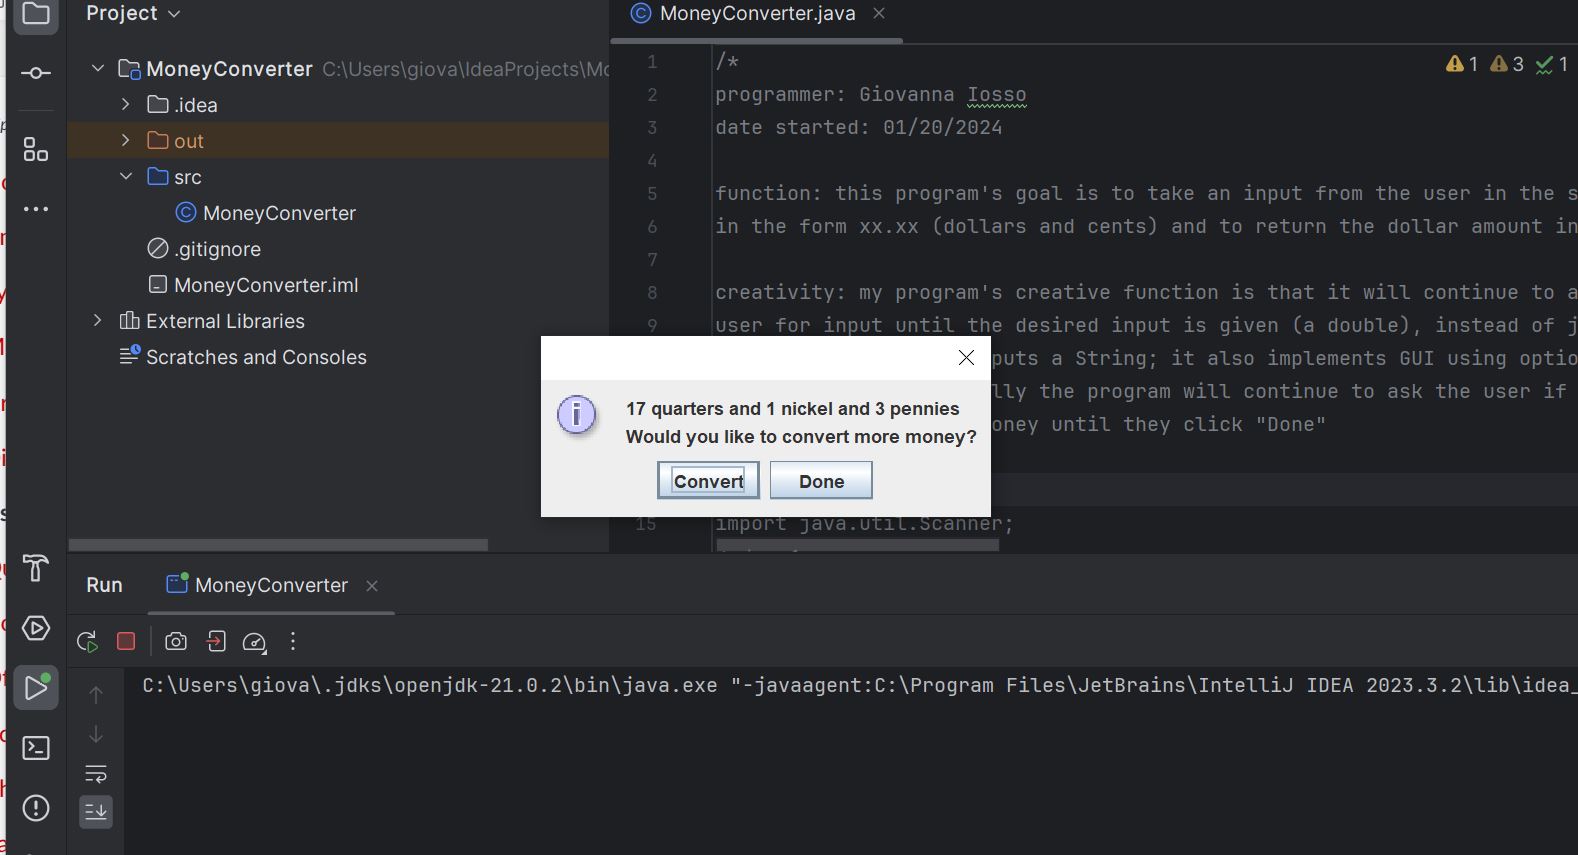 Project
MoneyConverter.java
MoneyConverter C:\Users\giova\IdeaProjects\Mo
.idea
out
src
MoneyConverter
.gitignore
MoneyConverter.iml
External Libraries
Scratches and Consoles
1 /*
1 3 1
2 programmer: Giovanna Iosso
3 date started: 01/20/2024
4
5 function: this program's goal is to take an input from the user in the s
6 in the form xx.xx (dollars and cents) and to return the dollar amount in
7
8 creativity: my program's creative function is that it will continue to a
9 user for input until the desired input is given (a double), instead of j
puts a String; it also implements GUI using optio
lly the program will continue to ask the user if
oney until they click "Done"
15 import java.util.Scanner;
17 quarters and 1 nickel and 3 pennies
Would you like to convert more money?
Convert Done
Run MoneyConverter
C:\Users\giova\.jdks\openjdk-21.0.2\bin\java.exe "-javaagent:C:\Program Files\JetBrains\IntelliJ IDEA 2023.3.2\lib\idea_